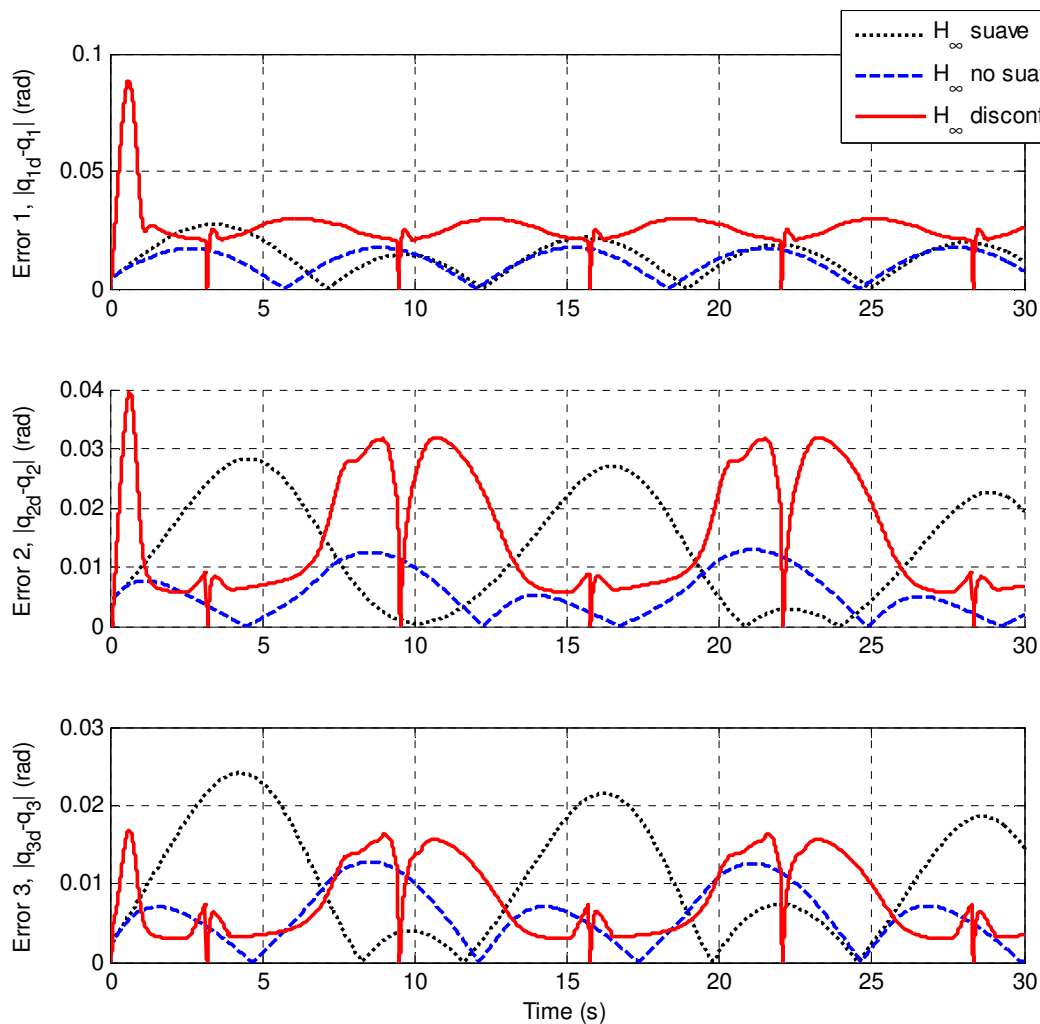 H∞ suave
H∞ no sua
H∞ discon
0.1
0.05
0
Error 1, |q1d-q1| (rad)
0 5 10 15 20 25 30
0.04
0.03
0.02
0.01
0
Error 2, |q2d-q2| (rad)
0 5 10 15 20 25 30
0.03
0.02
0.01
0
Error 3, |q3d-q3| (rad)
0 5 10 15 20 25 30
Time (s)